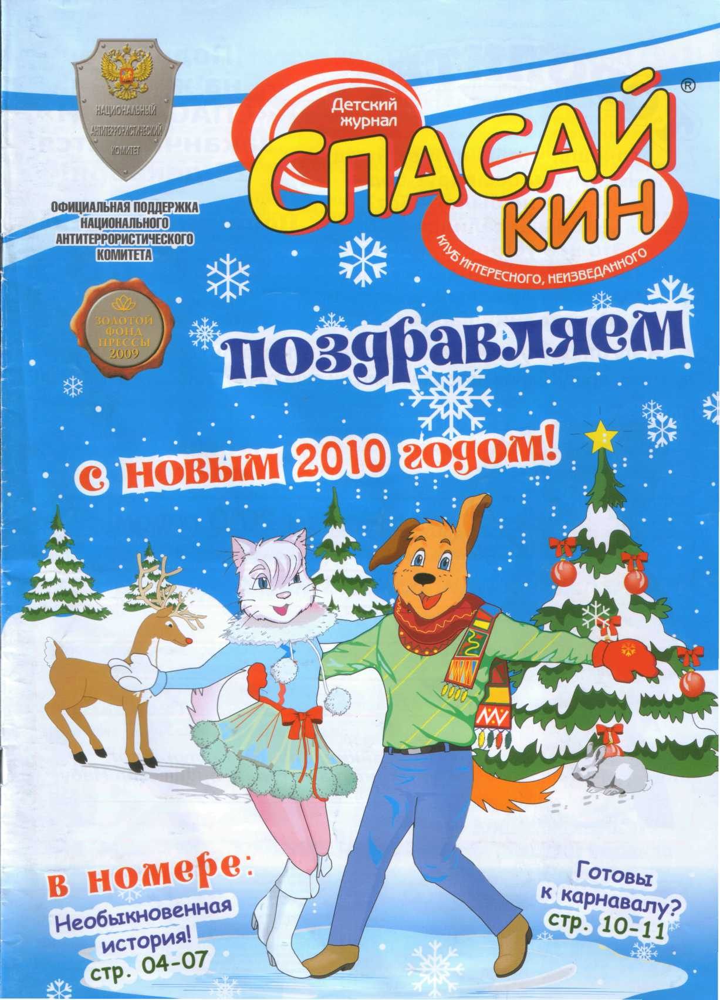 НАЦИОНАЛЬНЫЙ
АНТИТЕРРОРИСТИЧЕСКИЙ
КОМИТЕТ
ОФИЦИАЛЬНАЯ ПОДДЕРЖКА
НАЦИОНАЛЬНОГО
АНТИТЕРРОРИСТИЧЕСКОГО
КОМИТЕТА
Детский
журнал
СПАСАЙ
®
КИН
КЛУБ ИНТЕРЕСНОГО, НЕИЗВЕДАННОГО
ЗОЛОТОЙ
ФОНД
ПРЕССЫ
2009
поздравляем
с новым 2010 годом!
в номере:
Необыкновенная
история!
стр. 04-07
Готовы
к карнавалу?
стр. 10-11